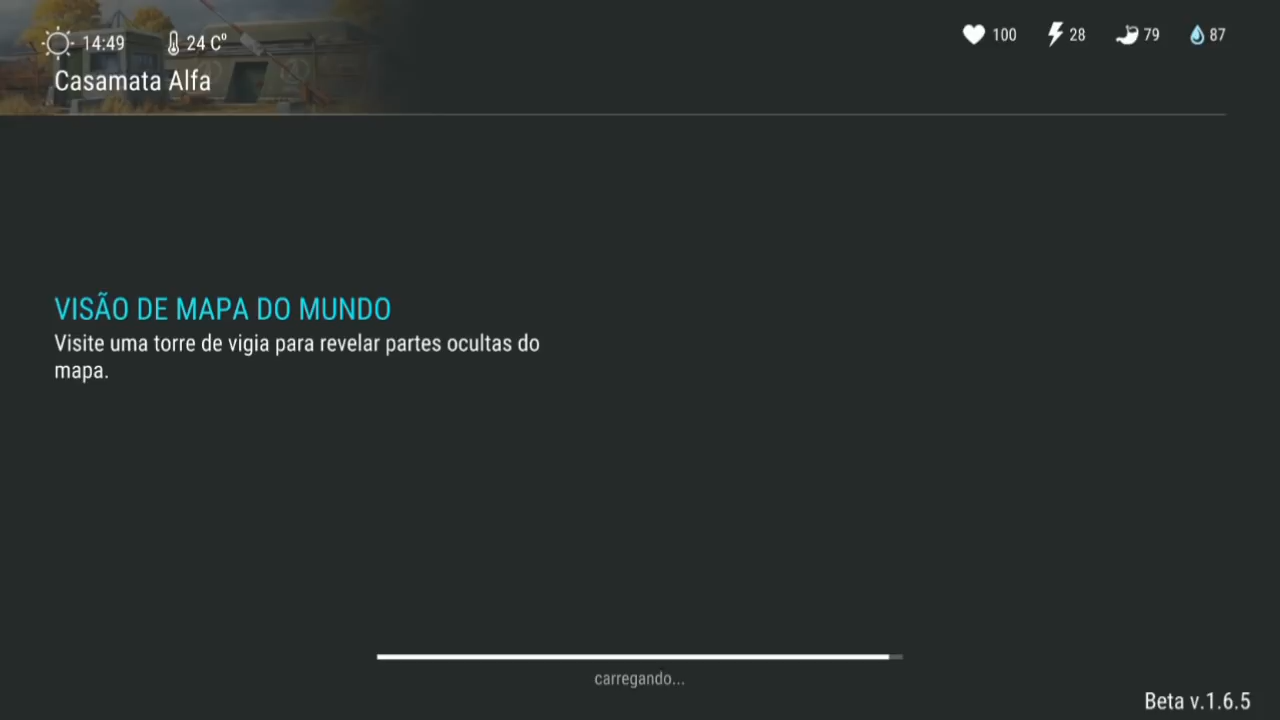 14:49 24 Cº
Casamata Alfa
100 28 79 87
VISÃO DE MAPA DO MUNDO
Visite uma torre de vigia para revelar partes ocultas do
mapa.
carregando...
Beta v.1.6.5